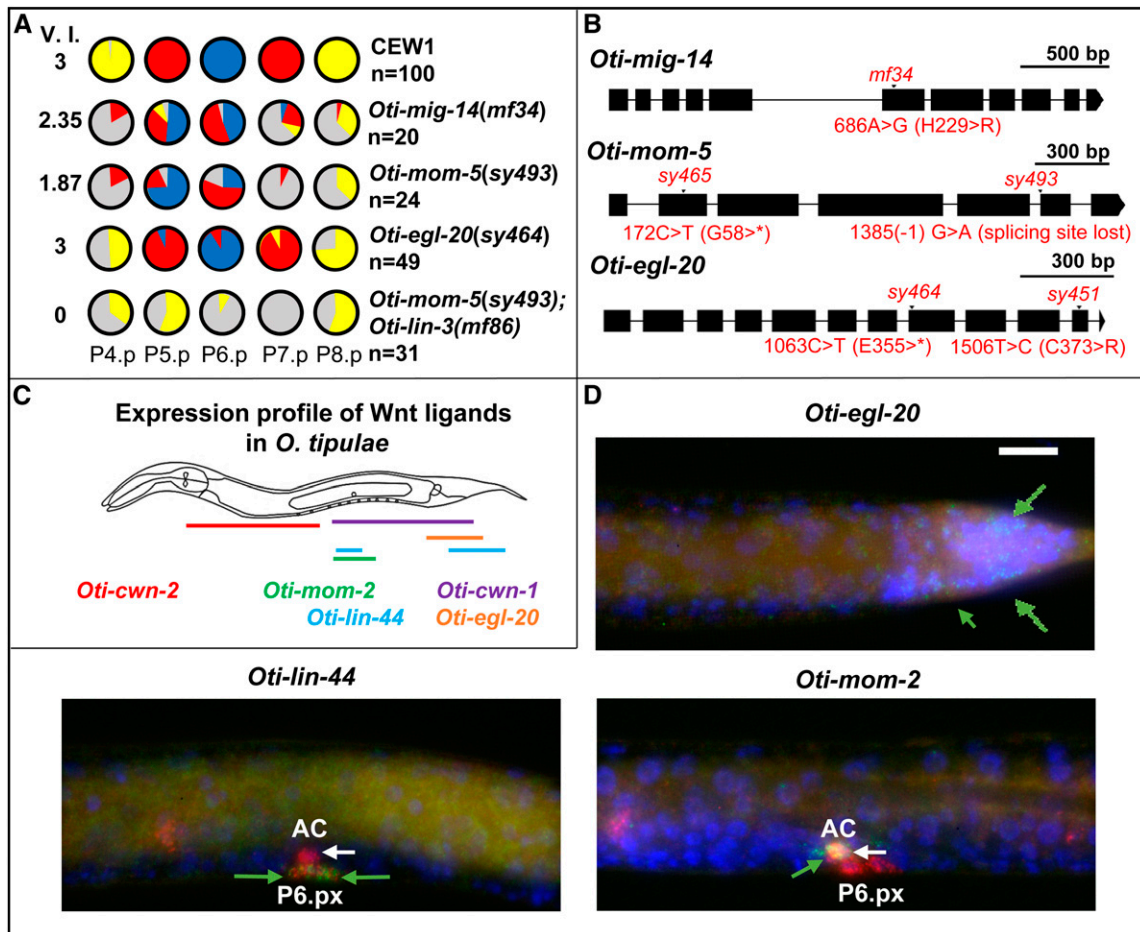 A
V. I.
3
CEW1
n=100
2.35
Oti-mig-14(mf34)
n=20
1.87
Oti-mom-5(sy493)
n=24
3
Oti-egl-20(sy464)
n=49
0
Oti-mom-5(sy493);
Oti-lin-3(mf86)
P4.p P5.p P6.p P7.p P8.p
n=31
B
Oti-mig-14
500 bp
mf34
686A>G (H229>R)
Oti-mom-5
300 bp
sy465
sy493
172C>T (G58>*)
1385(-1) G>A (splicing site lost)
Oti-egl-20
300 bp
sy464
sy451
1063C>T (E355>*)
1506T>C (C373>R)
C
Expression profile of Wnt ligands
in O. tipulae
Oti-cwn-2
Oti-mom-2
Oti-cwn-1
Oti-lin-44
Oti-egl-20
D
Oti-egl-20
Oti-lin-44
AC
P6.px
Oti-mom-2
AC
P6.px